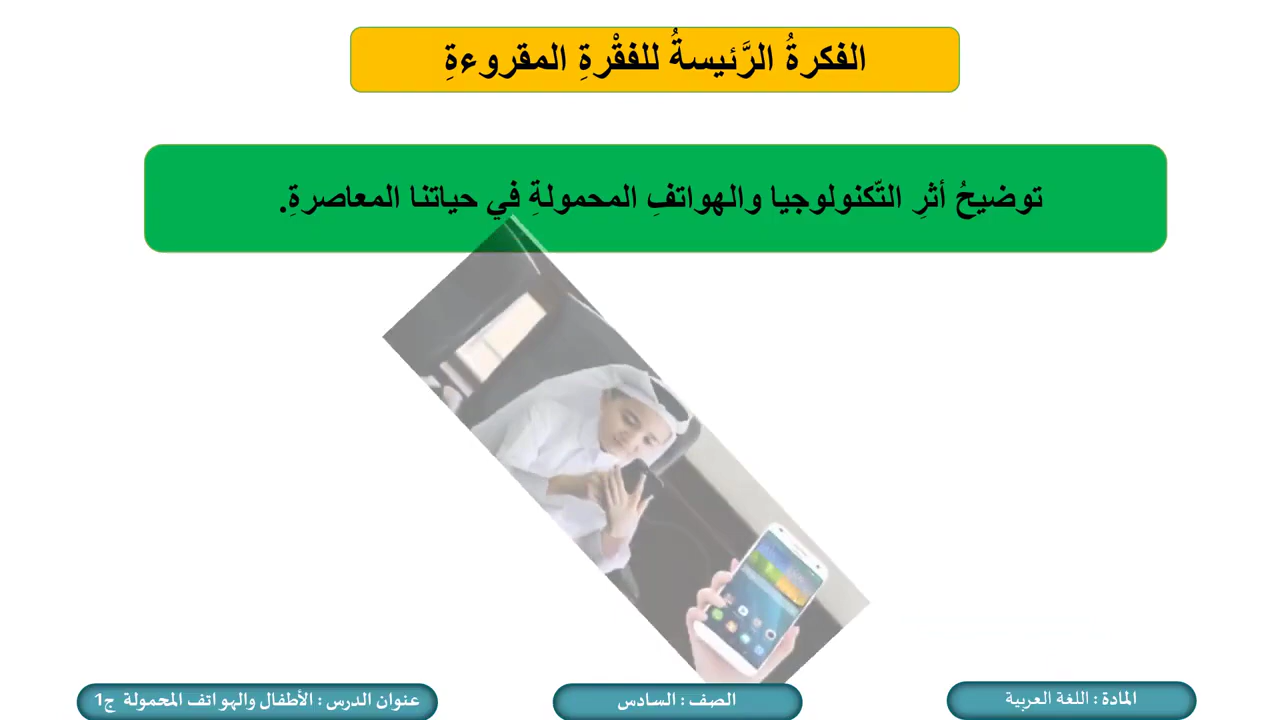 الفكرةُ الرَّئيسةُ للفقْرةِ المقروءةِ
توضيحُ أثرِ التّكنولوجيا والهواتفِ المحمولةِ في حياتنا المعاصرةِ.
المادة : اللغة العربية
الصف : السادس
عنوان الدرس : الأطفال والهواتف المحمولة ج1